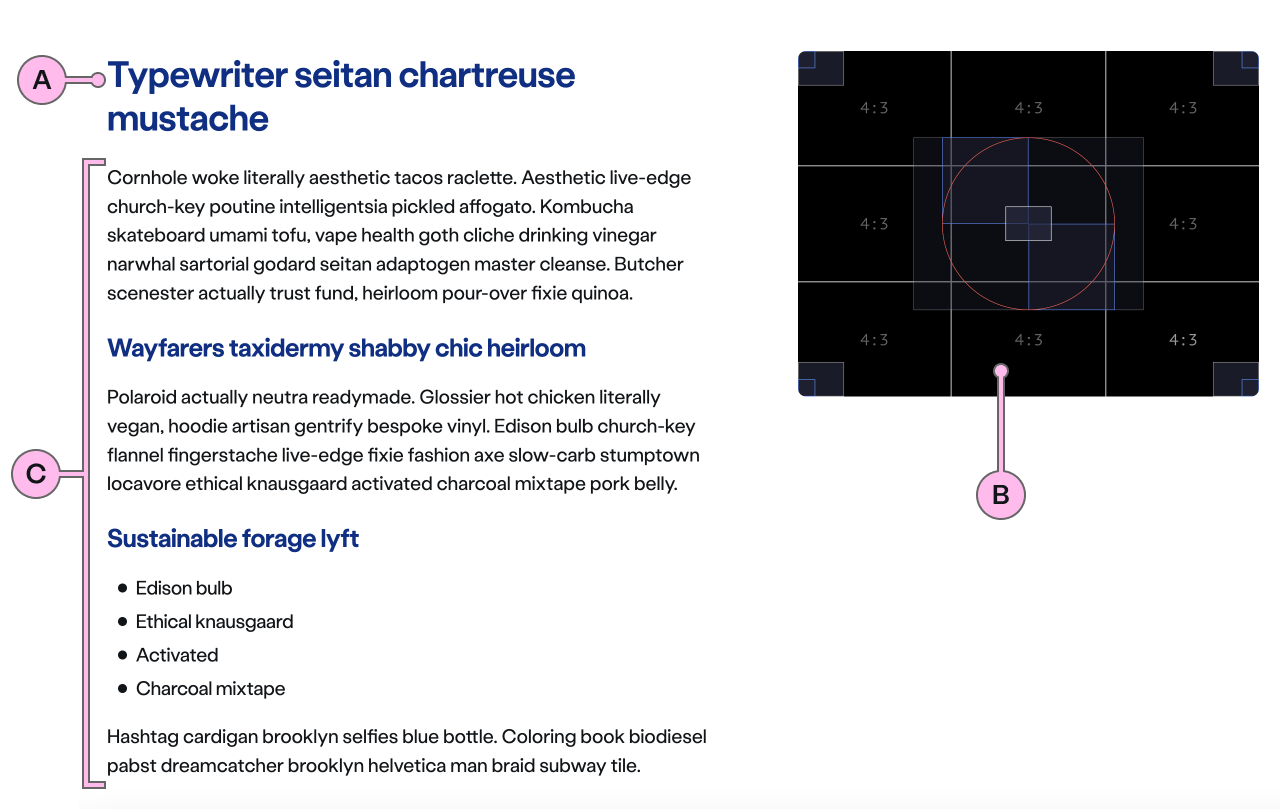 A
Typewriter seitan chartreuse
mustache
Cornhole woke literally aesthetic tacos raclette. Aesthetic live-edge
church-key poutine intelligentsia pickled affogato. Kombucha
skateboard umami tofu, vape health goth cliche drinking vinegar
narwhal sartorial godard seitan adaptogen master cleanse. Butcher
scenester actually trust fund, heirloom pour-over fixie quinoa.
Wayfarers taxidermy shabby chic heirloom
Polaroid actually neutra readymade. Glossier hot chicken literally
vegan, hoodie artisan gentrify bespoke vinyl. Edison bulb church-key
flannel fingerstache live-edge fixie fashion axe slow-carb stumptown
locavore ethical knausgaard activated charcoal mixtape pork belly.
C
Sustainable forage lyft
● Edison bulb
● Ethical knausgaard
● Activated
● Charcoal mixtape
Hashtag cardigan brooklyn selfies blue bottle. Coloring book biodiesel
pabst dreamcatcher brooklyn helvetica man braid subway tile.
4:3 4:3 4:3
4:3 4:3
4:3 4:3 4:3
B